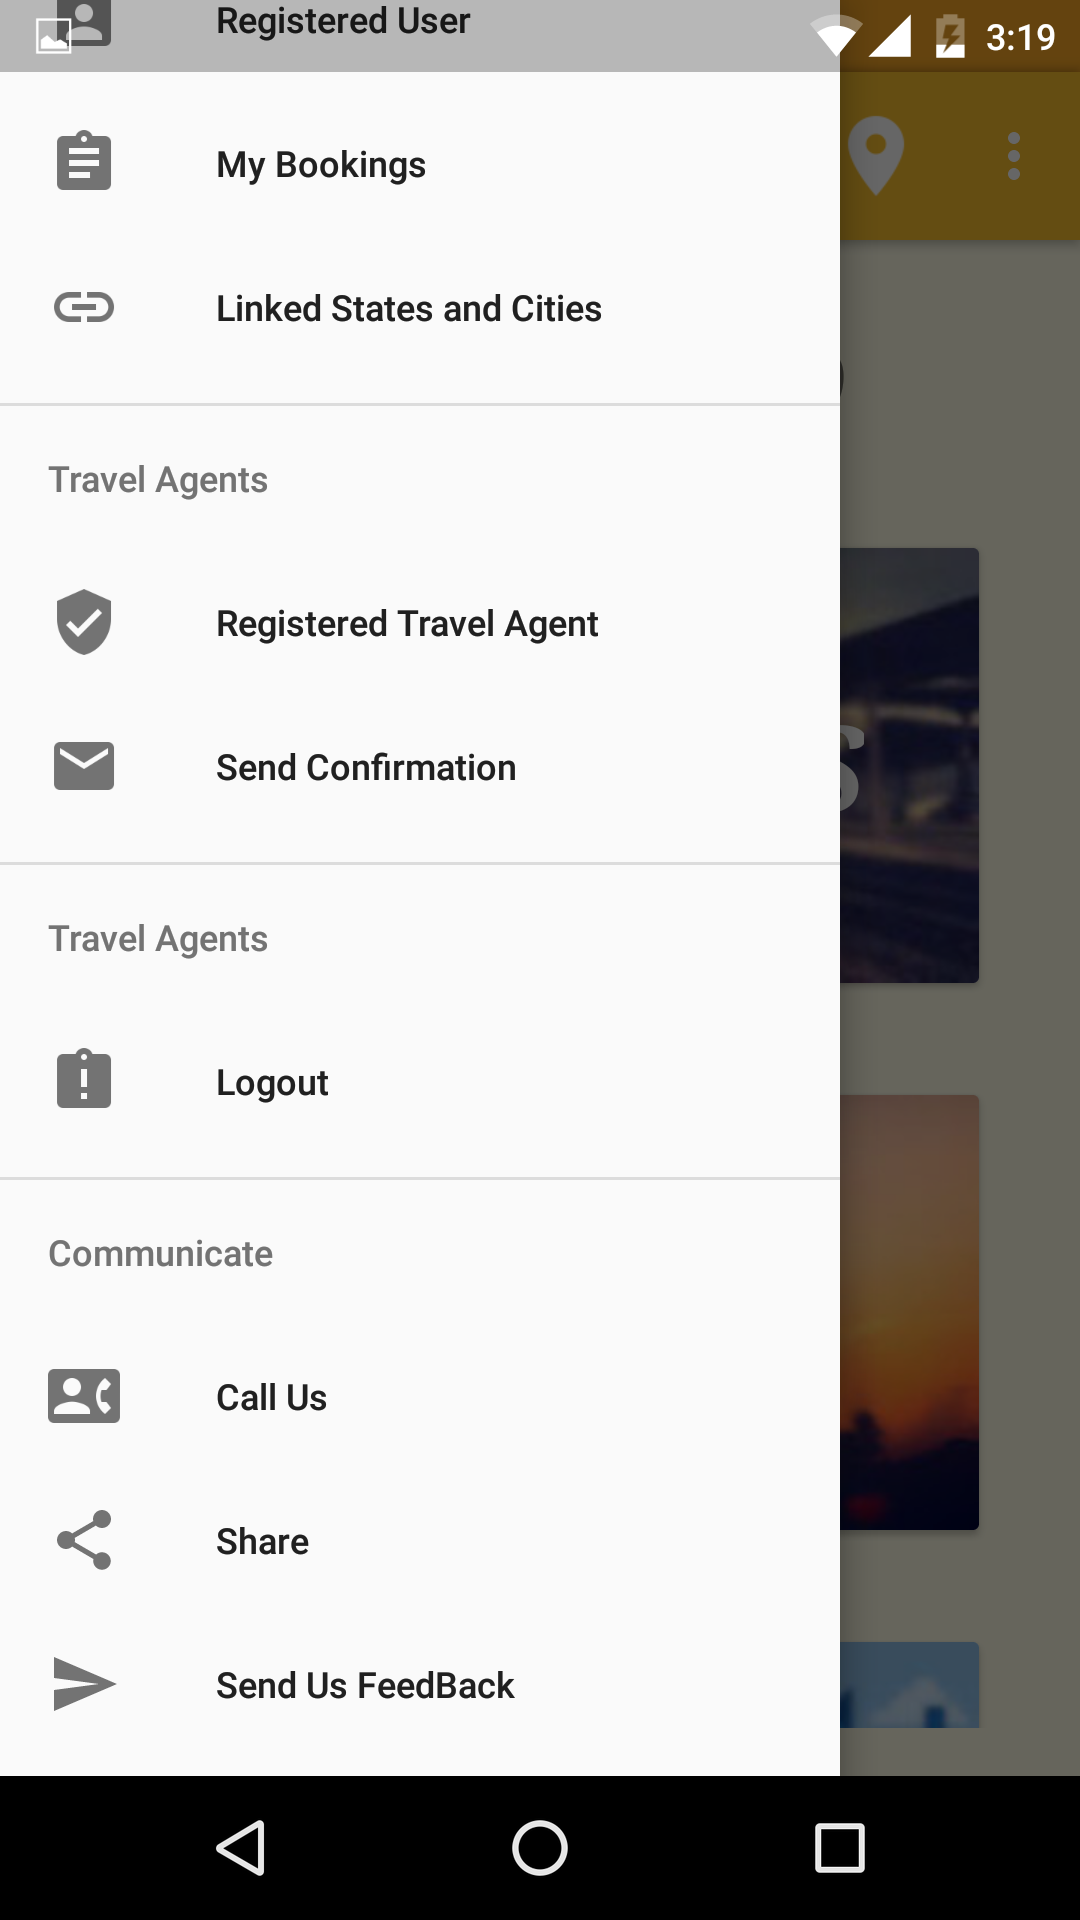 Registered User
3:19
My Bookings
Linked States and Cities
Travel Agents
Registered Travel Agent
Send Confirmation
Travel Agents
Logout
Communicate
Call Us
Share
Send Us FeedBack